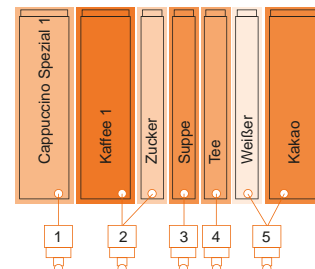 Cappuccino Spezial 1
Kaffee 1
Zucker
Suppe
Tee
Weißer
Kakao
1
2
3
4
5